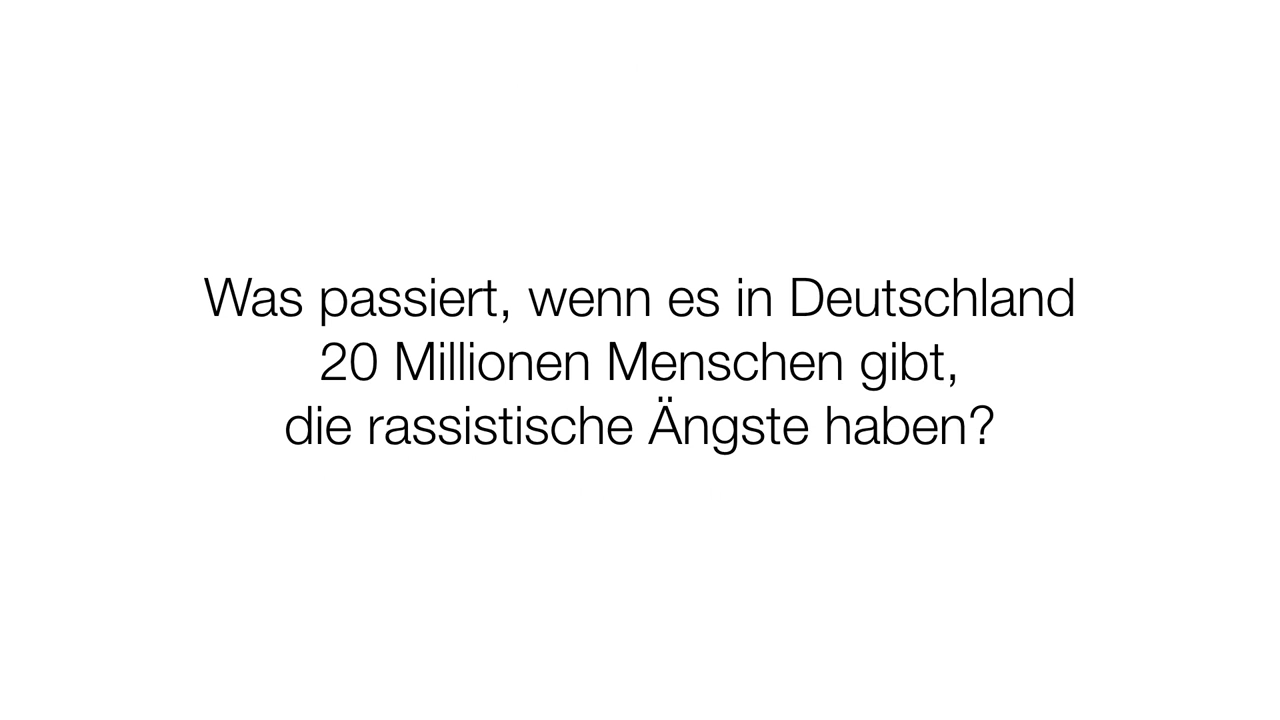 Was passiert, wenn es in Deutschland
20 Millionen Menschen gibt,
die rassistische Ängste haben?